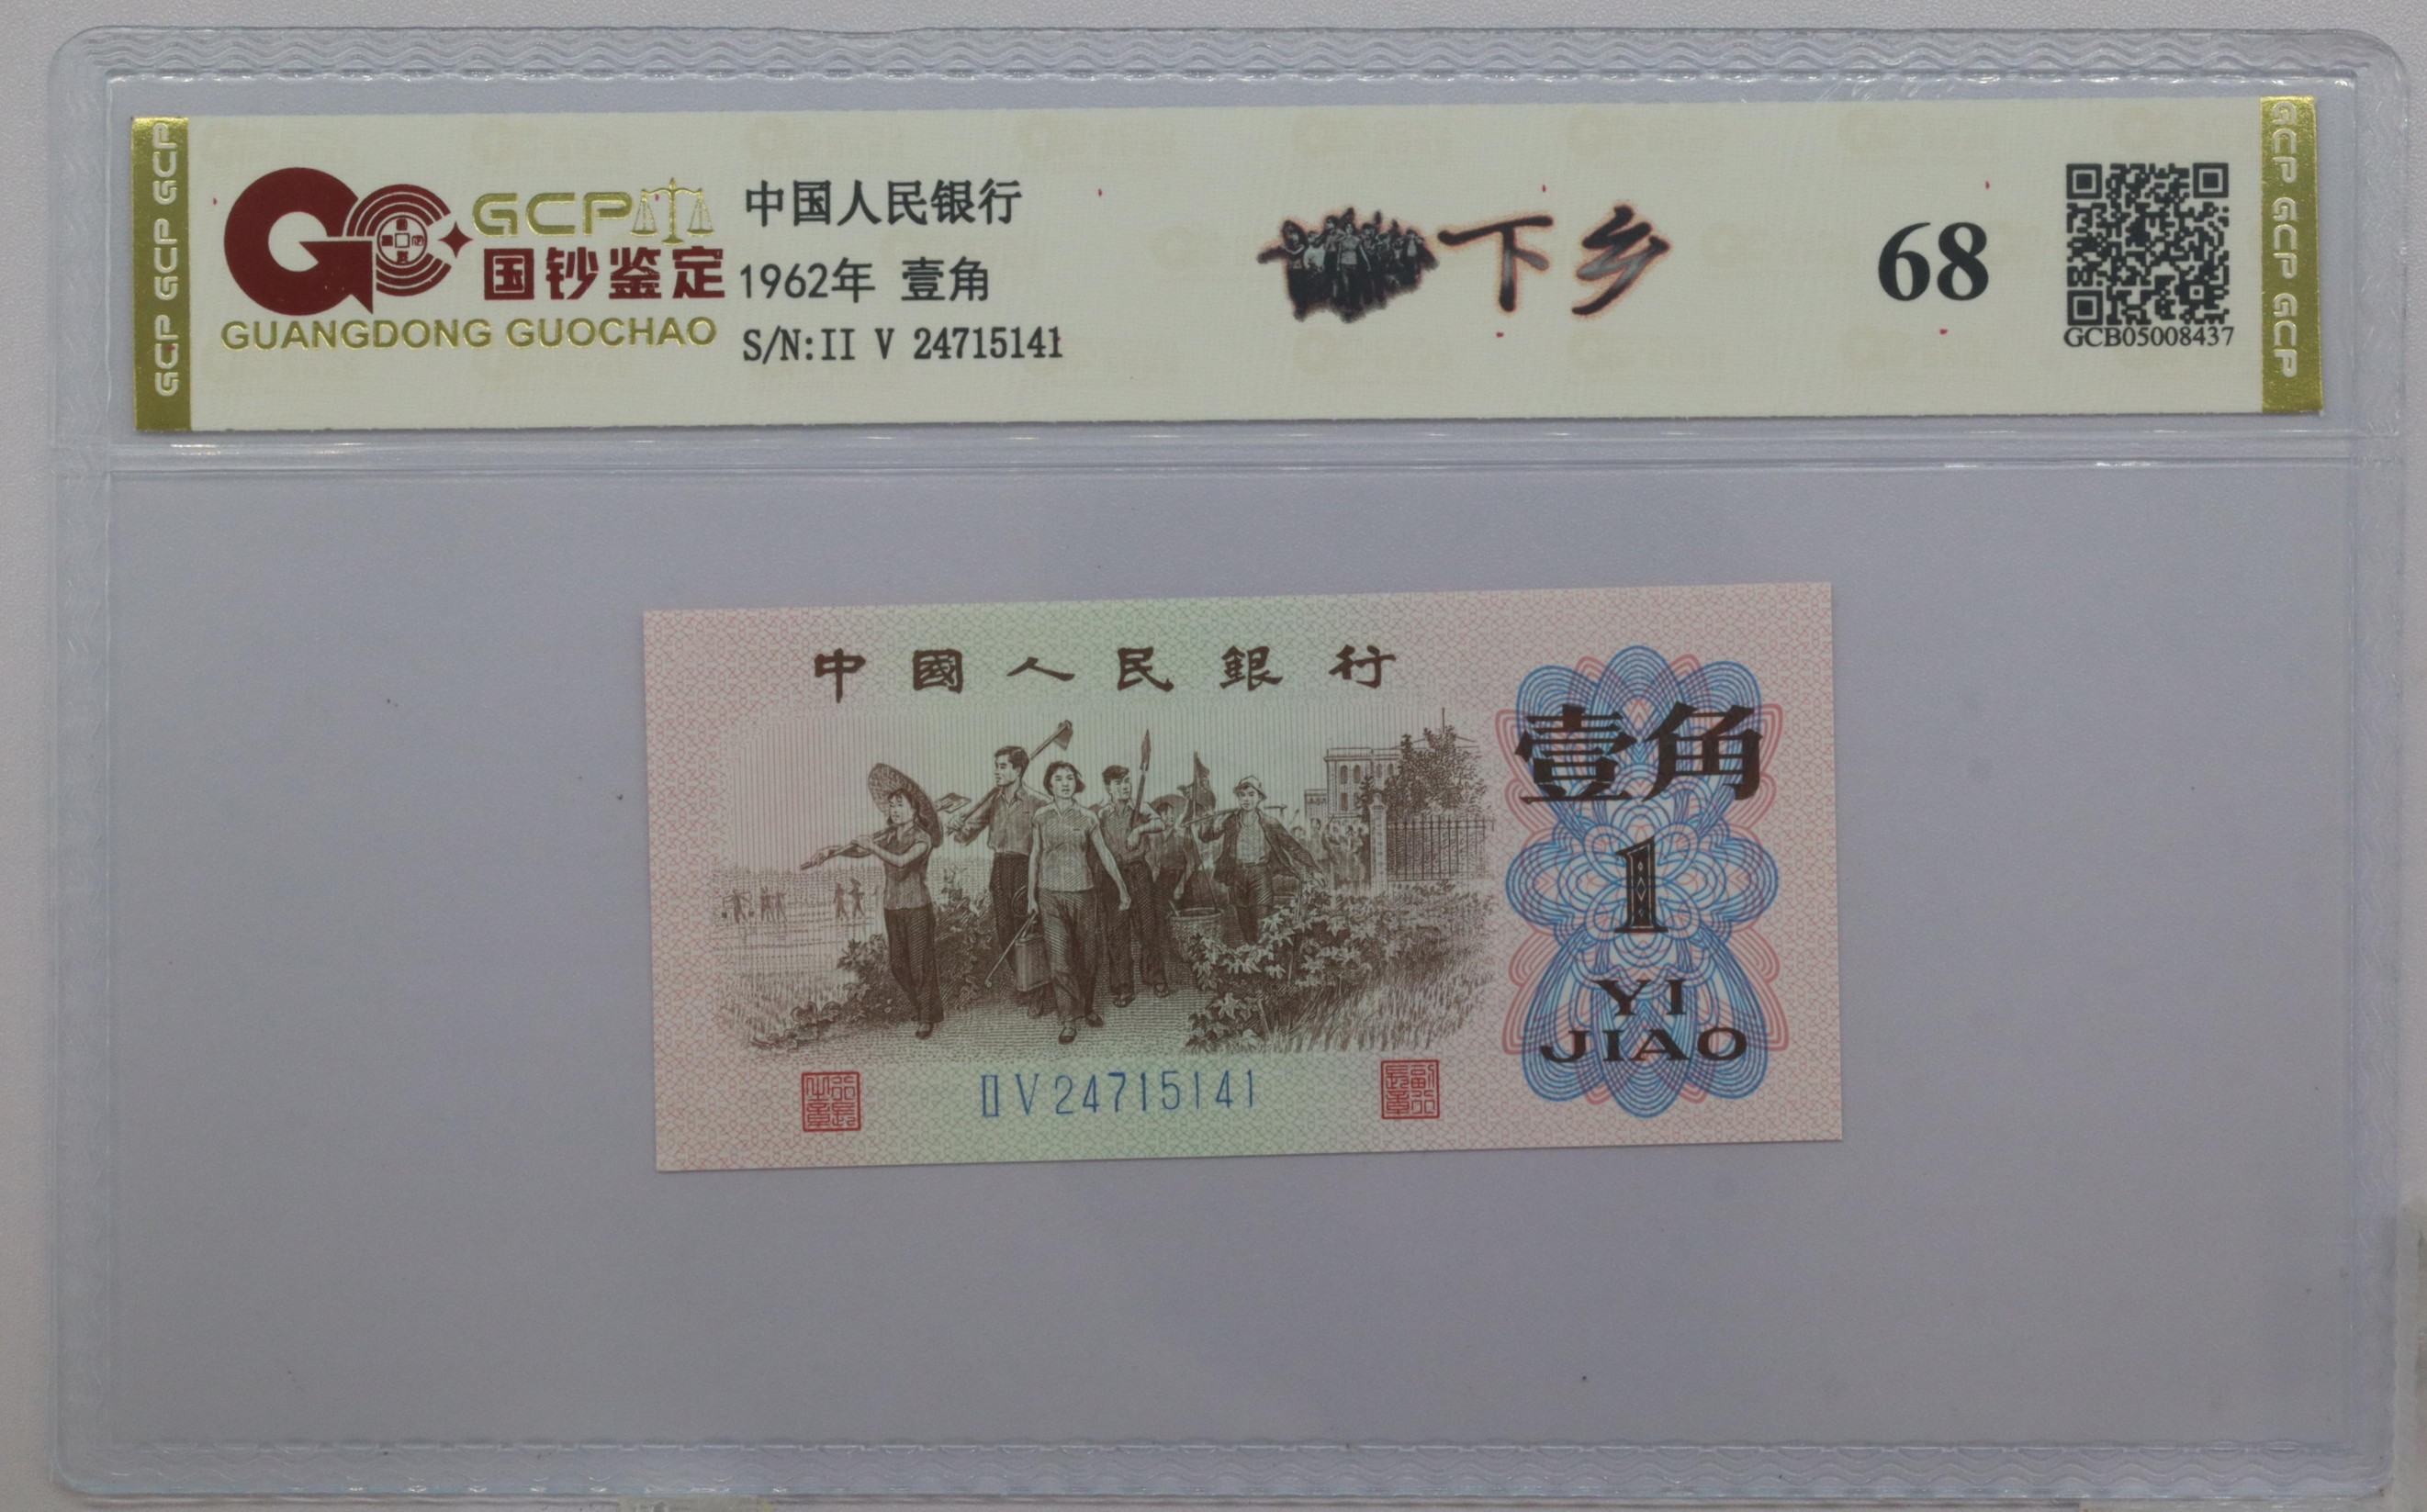 GCP GCP GCP
GCP
国钞鉴定
GUANGDONG GUOCHAO
中国人民银行
1962年 壹角
S/N:II V 24715141
下乡
68
GCB05008437
GCP GCP GCP GCP
中國人民銀行
壹角
1
YI
JIAO
ⅡV24715141